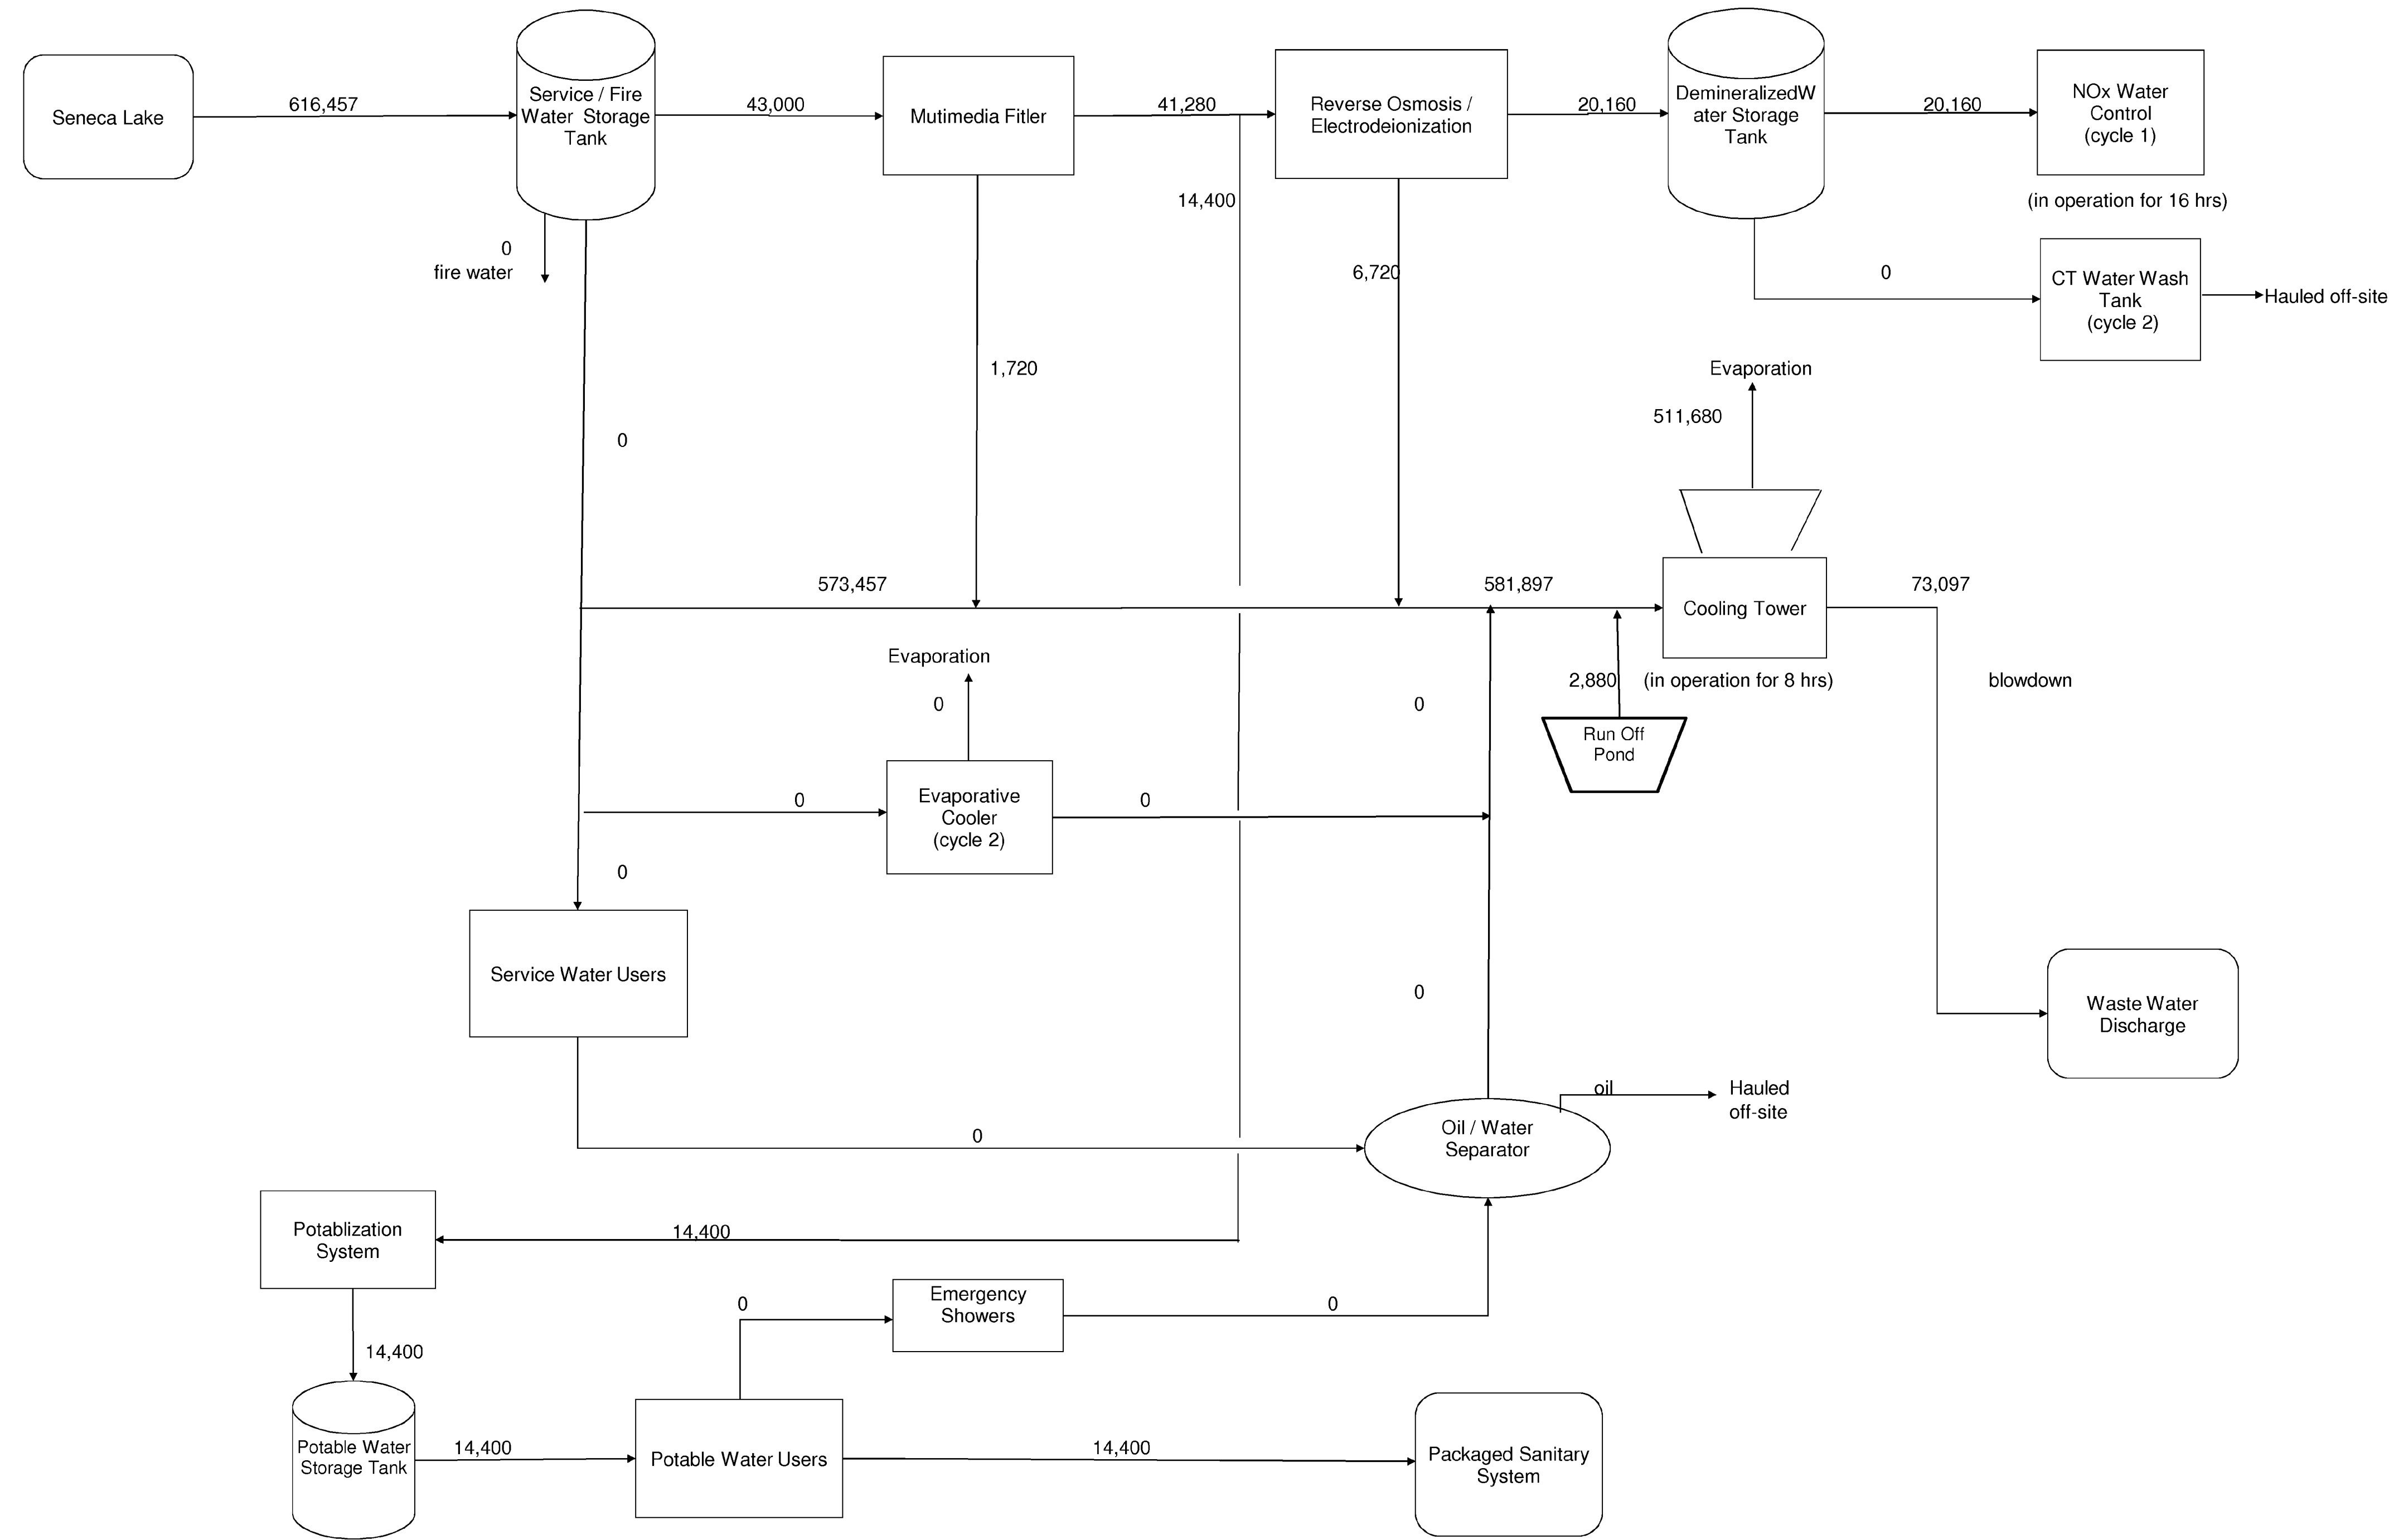 Seneca Lake
616,457
Service / Fire
Water  Storage
Tank
43,000
Mutimedia Fitler
41,280
Reverse Osmosis /
Electrodeionization
20,160
DemineralizedW
ater Storage
Tank
20,160
NOx Water
Control
(cycle 1)
(in operation for 16 hrs)
14,400
0
fire water
6,720
0
CT Water Wash
Tank
(cycle 2)
Hauled off-site
1,720
Evaporation
511,680
0
573,457
581,897
Cooling Tower
73,097
Evaporation
0
0
2,880
(in operation for 8 hrs)
blowdown
Run Off
Pond
0
Evaporative
Cooler
(cycle 2)
0
0
Service Water Users
0
Waste Water
Discharge
oil
Hauled
off-site
0
Oil / Water
Separator
Potablization
System
14,400
0
Emergency
Showers
0
14,400
Potable Water
Storage Tank
14,400
Potable Water Users
14,400
Packaged Sanitary
System